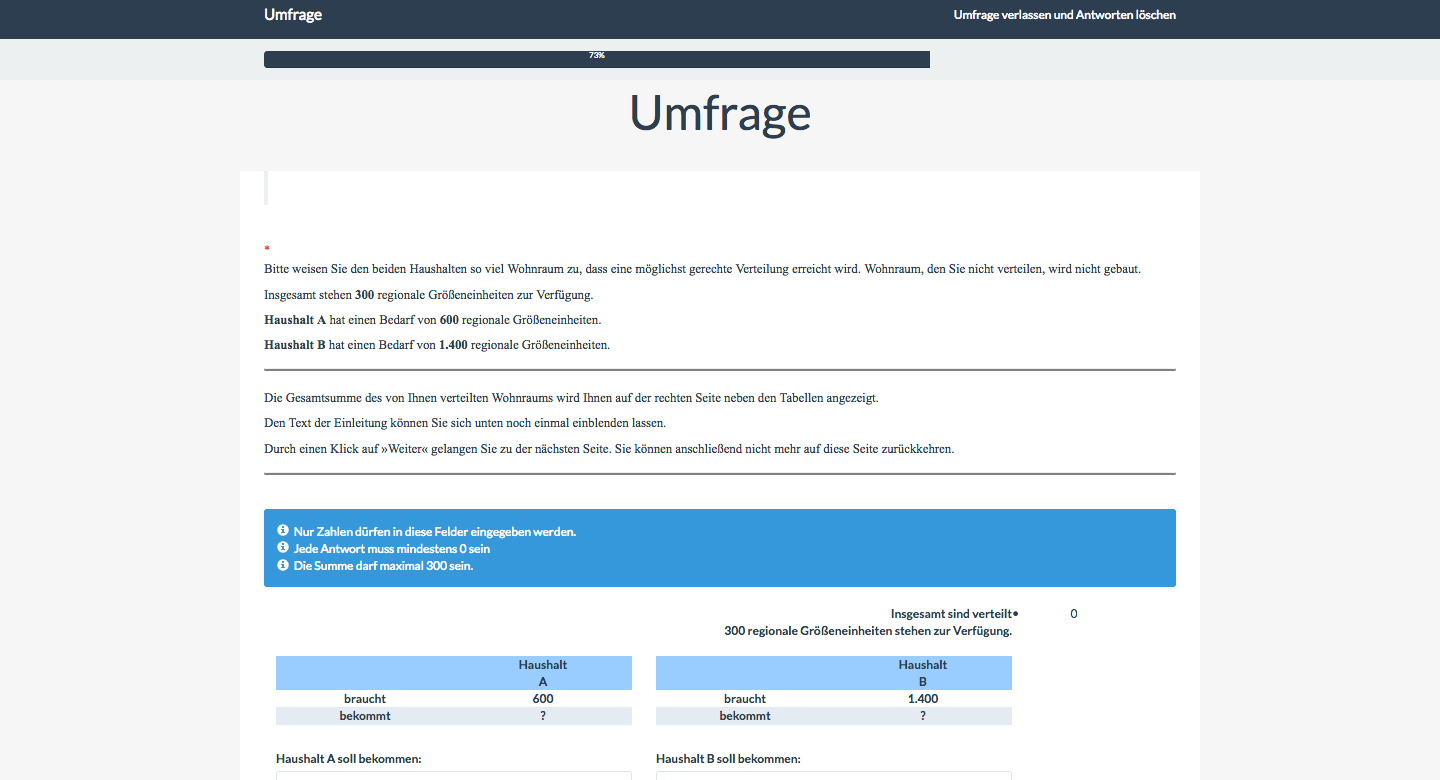 Umfrage
Umfrage verlassen und Antworten löschen
73%
Umfrage
*
Bitte weisen Sie den beiden Haushalten so viel Wohnraum zu, dass eine möglichst gerechte Verteilung erreicht wird. Wohnraum, den Sie nicht verteilen, wird nicht gebaut.
Insgesamt stehen 300 regionale Größeneinheiten zur Verfügung.
Haushalt A hat einen Bedarf von 600 regionale Größeneinheiten.
Haushalt B hat einen Bedarf von 1.400 regionale Größeneinheiten.
Die Gesamtsumme des von Ihnen verteilten Wohnraums wird Ihnen auf der rechten Seite neben den Tabellen angezeigt.
Den Text der Einleitung können Sie sich unten noch einmal einblenden lassen.
Durch einen Klick auf »Weiter« gelangen Sie zu der nächsten Seite. Sie können anschließend nicht mehr auf diese Seite zurückkehren.
Nur Zahlen dürfen in diese Felder eingegeben werden.
Jede Antwort muss mindestens 0 sein
Die Summe darf maximal 300 sein.
Insgesamt sind verteilt• 0
300 regionale Größeneinheiten stehen zur Verfügung.
Haushalt Haushalt
A B
braucht 600 braucht 1.400
bekommt ? bekommt ?
Haushalt A soll bekommen: Haushalt B soll bekommen: